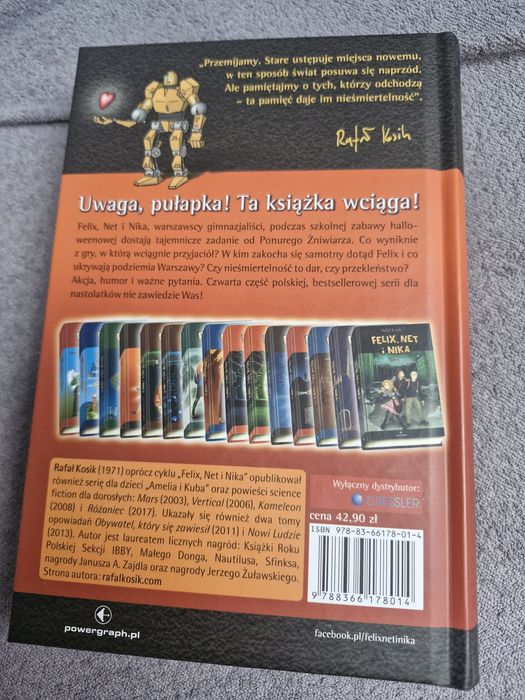 „Przemijamy. Stare ustępuje miejsca nowemu,
w ten sposób świat posuwa się naprzód.
Ale pamiętajmy o tych, którzy odchodzą
– ta pamięć daje im nieśmiertelność”.
Rafał Kosik
Uwaga, pułapka! Ta książka wciąga!
Felix, Net i Nika, warszawscy gimnazjaliści, podczas szkolnej zabawy hallo-
weenowej dostają tajemnicze zadanie od Ponurego Żniwiarza. Co wyniknie
z gry, w którą wciągnie przyjaciół? W kim zakocha się samotny dotąd Felix i co
ukrywają podziemia Warszawy? Czy nieśmiertelność to dar, czy przekleństwo?
Akcja, humor i ważne pytania. Czwarta część polskiej, bestsellerowej serii dla
nastolatków nie zawiedzie Was!
Rafał Kosik
FELIX, NET
i NIKA
Rafał Kosik (1971) oprócz cyklu „Felix, Net i Nika” opublikował
również serię dla dzieci „Amelia i Kuba” oraz powieści science
fiction dla dorosłych: Mars (2003), Vertical (2006), Kameleon
(2008) i Różaniec (2017). Ukazały się również dwa tomy
opowiadań Obywatel, który się zawiesił (2011) i Nowi Ludzie
(2013). Autor jest laureatem licznych nagród: Książki Roku
Polskiej Sekcji IBBY, Małego Donga, Nautilusa, Sfinksa,
nagrody Janusza A. Zajdla oraz nagrody Jerzego Żuławskiego.
Strona autora: rafalkosik.com
Wyłączny dystrybutor:
DRESSLER
cena 42,90 zł
ISBN 978-83-66178-01-4
9 788366 178014
powergraph.pl
facebook.pl/felixnetinika